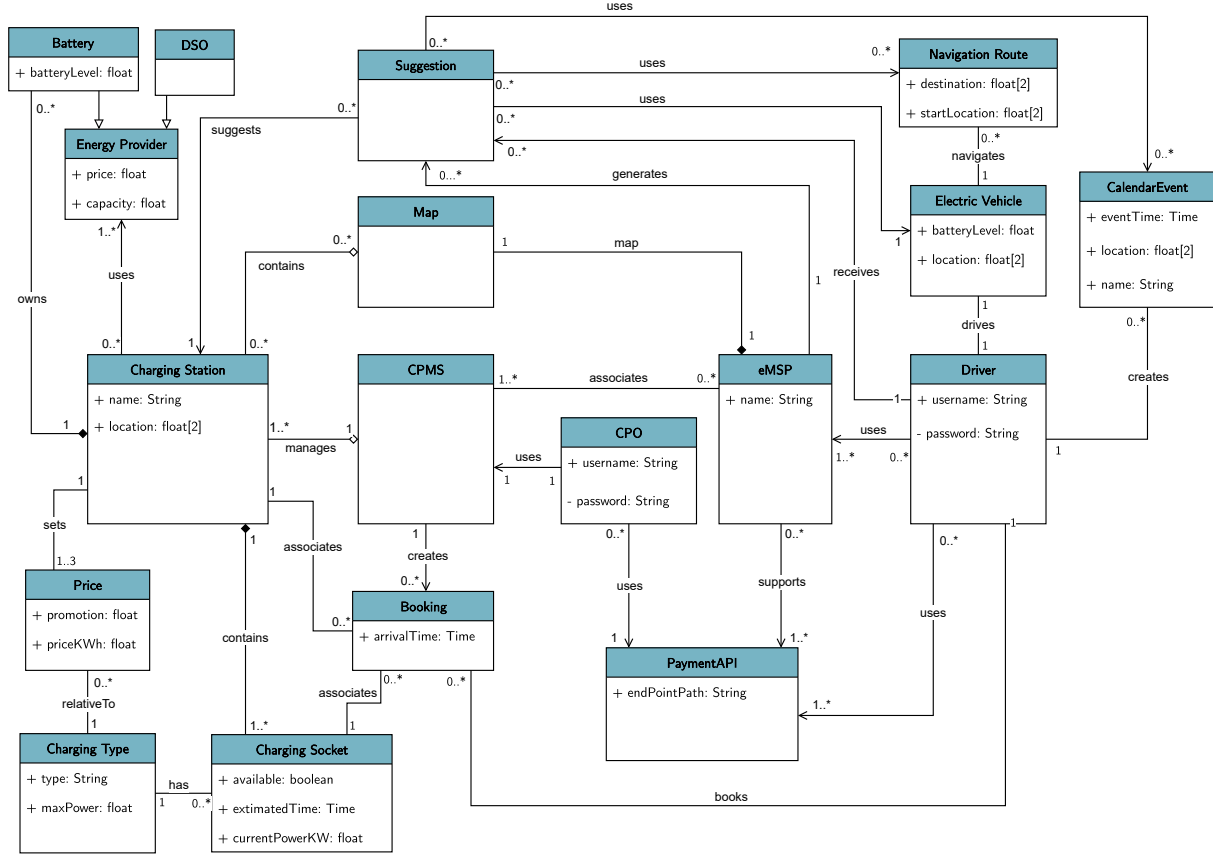 uses
Battery
+ batteryLevel: float
DSO
0..*
Suggestion
0..*
Navigation Route
+ destination: float[2]
+ startLocation: float[2]
uses
0..*
uses
0..*
0..*
0..*
suggests
Energy Provider
+ price: float
+ capacity: float
0..*
0...*
generates
0..*
navigates
1
0..*
CalendarEvent
+ eventTime: Time
+ location: float[2]
+ name: String
Electric Vehicle
+ batteryLevel: float
+ location: float[2]
1
Map
1..*
0..*
1
map
contains
uses
receives
owns
1
1
drives
1
0..*
0..*
1
0..*
1
Charging Station
+ name: String
+ location: float[2]
CPMS
1..*
associates
0..*
eMSP
+ name: String
Driver
+ username: String
- password: String
1
creates
1
1..*
1
manages
CPO
+ username: String
- password: String
uses
1
1
uses
1..*
0..*
1
1
1
sets
1..3
1
associates
1
creates
0..*
0..*
0..*
0..*
1
uses
supports
uses
Price
+ promotion: float
+ priceKWh: float
Booking
+ arrivalTime: Time
0..*
contains
1
1..*
PaymentAPI
+ endPointPath: String
1..*
0..*
relativeTo
1
0..*
associates
1
0..*
1..*
Charging Type
+ type: String
+ maxPower: float
has
1
0..*
Charging Socket
+ available: boolean
+ extimatedTime: Time
+ currentPowerKW: float
books